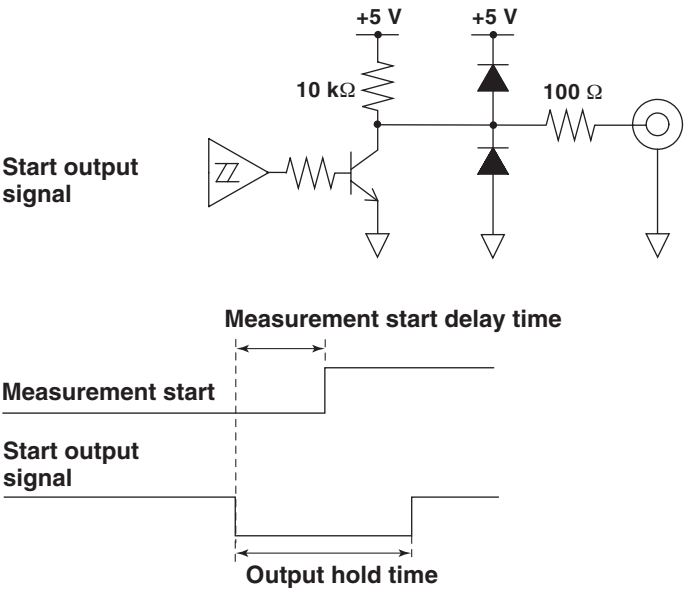 +5 V
+5 V
10 kΩ
100 Ω
Start output
signal
Measurement start delay time
Measurement start
Start output
signal
Output hold time